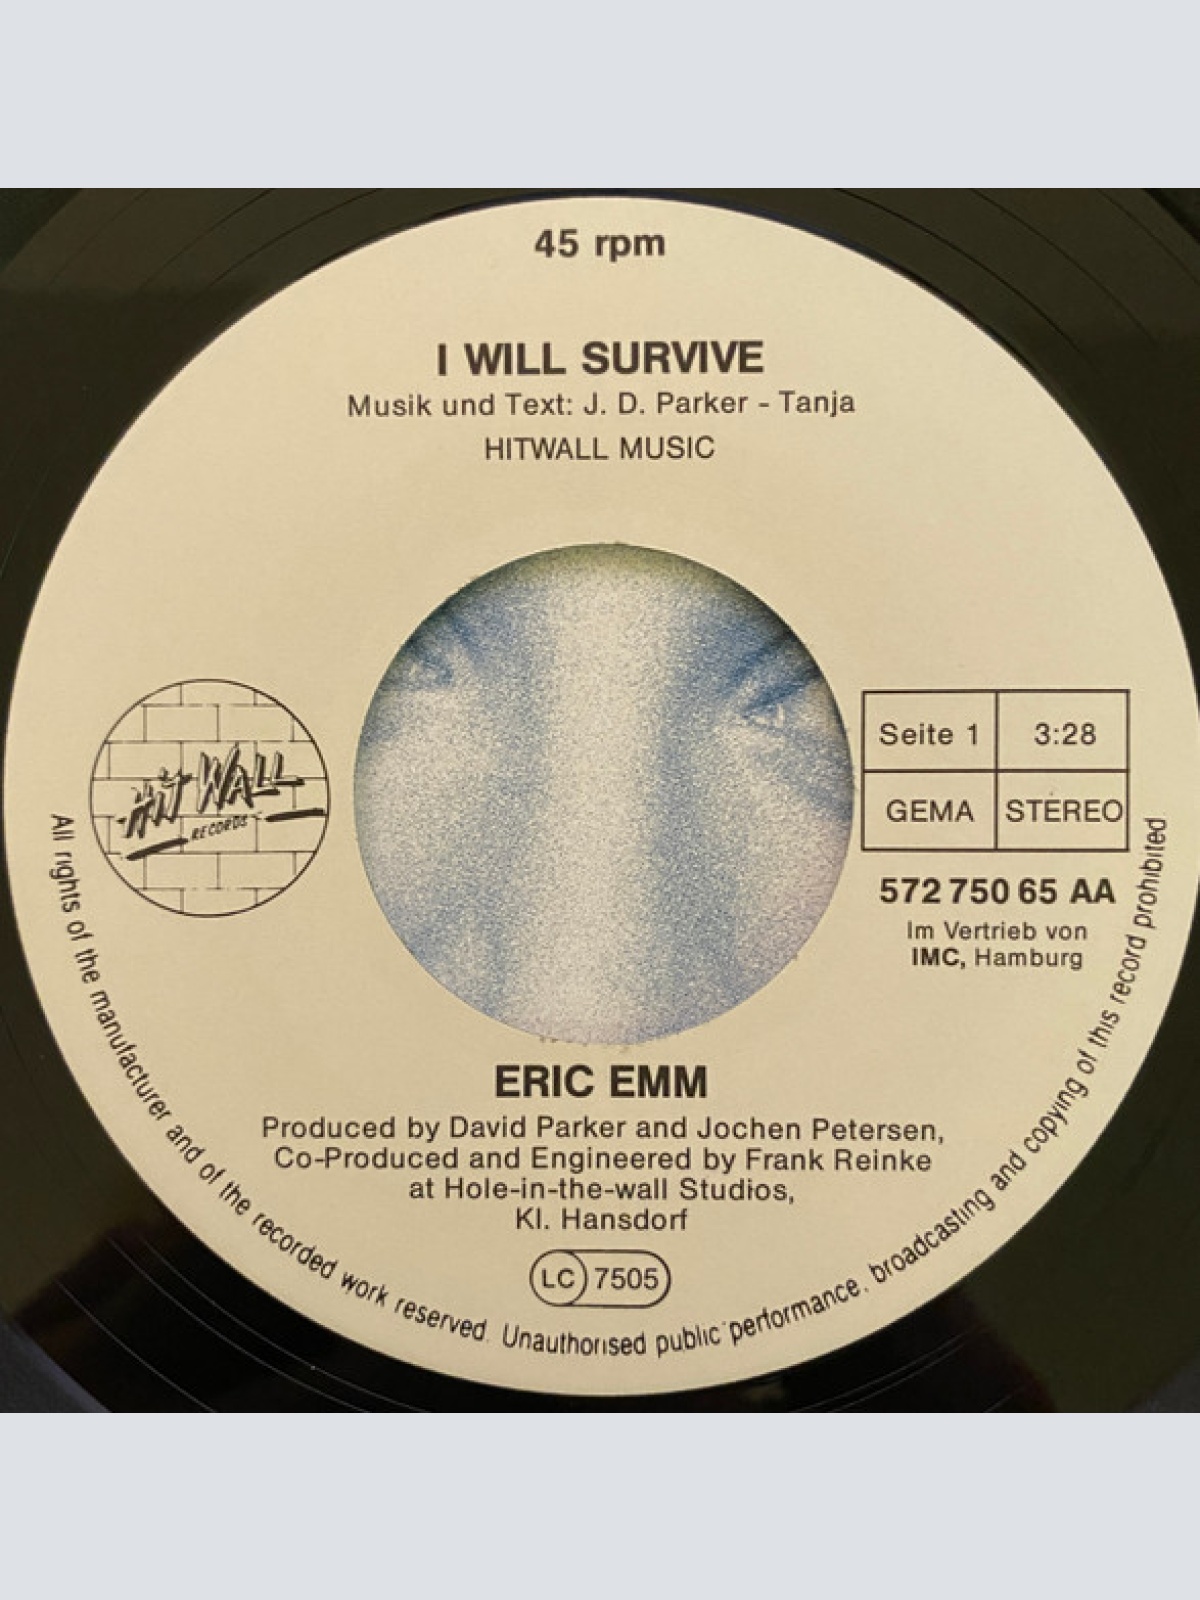 45 rpm
I WILL SURVIVE
Musik und Text: J. D. Parker - Tanja
HITWALL MUSIC
HIT WALL
RECORDS
Seite 1
3:28
GEMA
STEREO
572 750 65 AA
Im Vertrieb von
IMC, Hamburg
ERIC EMM
Produced by David Parker and Jochen Petersen,
Co-Produced and Engineered by Frank Reinke
at Hole-in-the-wall Studios,
Kl. Hansdorf
LC 7505
All rights of the manufacturer and of the recorded work reserved. Unauthorised public performance, broadcasting and copying of this record prohibited